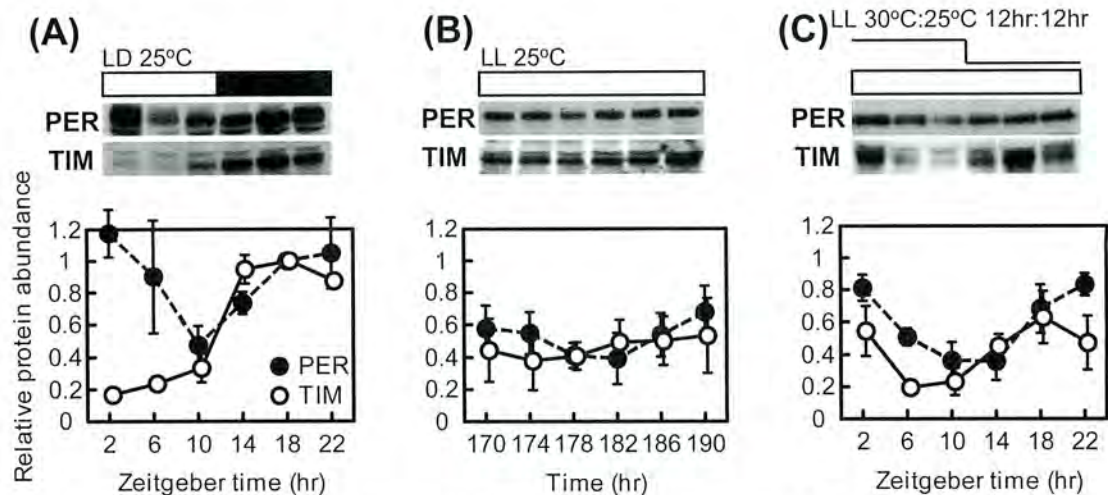 (A)
LD 25ºC
PER
TIM
Relative protein abundance
1.2
1
0.8
0.6
0.4
0.2
0
PER
TIM
2 6 10 14 18 22
Zeitgeber time (hr)
(B)
LL 25ºC
PER
TIM
1.2
1
0.8
0.6
0.4
0.2
0
170 174 178 182 186 190
Time (hr)
(C)
LL 30ºC:25ºC 12hr:12hr
PER
TIM
1.2
1
0.8
0.6
0.4
0.2
0
2 6 10 14 18 22
Zeitgeber time (hr)